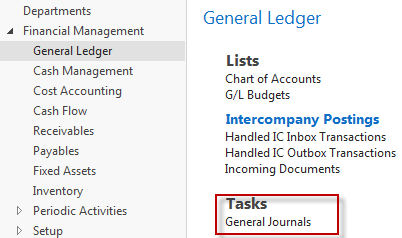 Departments
Financial Management
General Ledger
Cash Management
Cost Accounting
Cash Flow
Receivables
Payables
Fixed Assets
Inventory
Periodic Activities
Setup
General Ledger
Lists
Chart of Accounts
G/L Budgets
Intercompany Postings
Handled IC Inbox Transactions
Handled IC Outbox Transactions
Incoming Documents
Tasks
General Journals